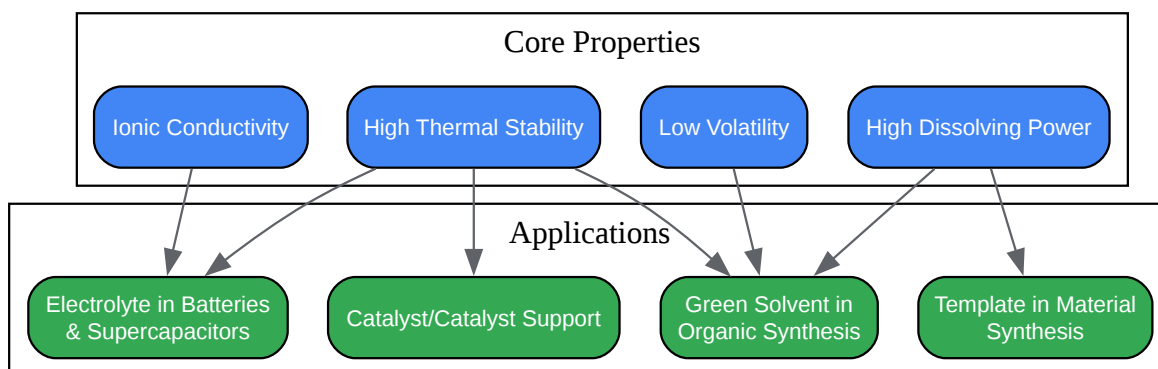 Core Properties
Ionic Conductivity
High Thermal Stability
Low Volatility
High Dissolving Power
Applications
Electrolyte in Batteries
& Supercapacitors
Catalyst/Catalyst Support
Green Solvent in
Organic Synthesis
Template in Material
Synthesis